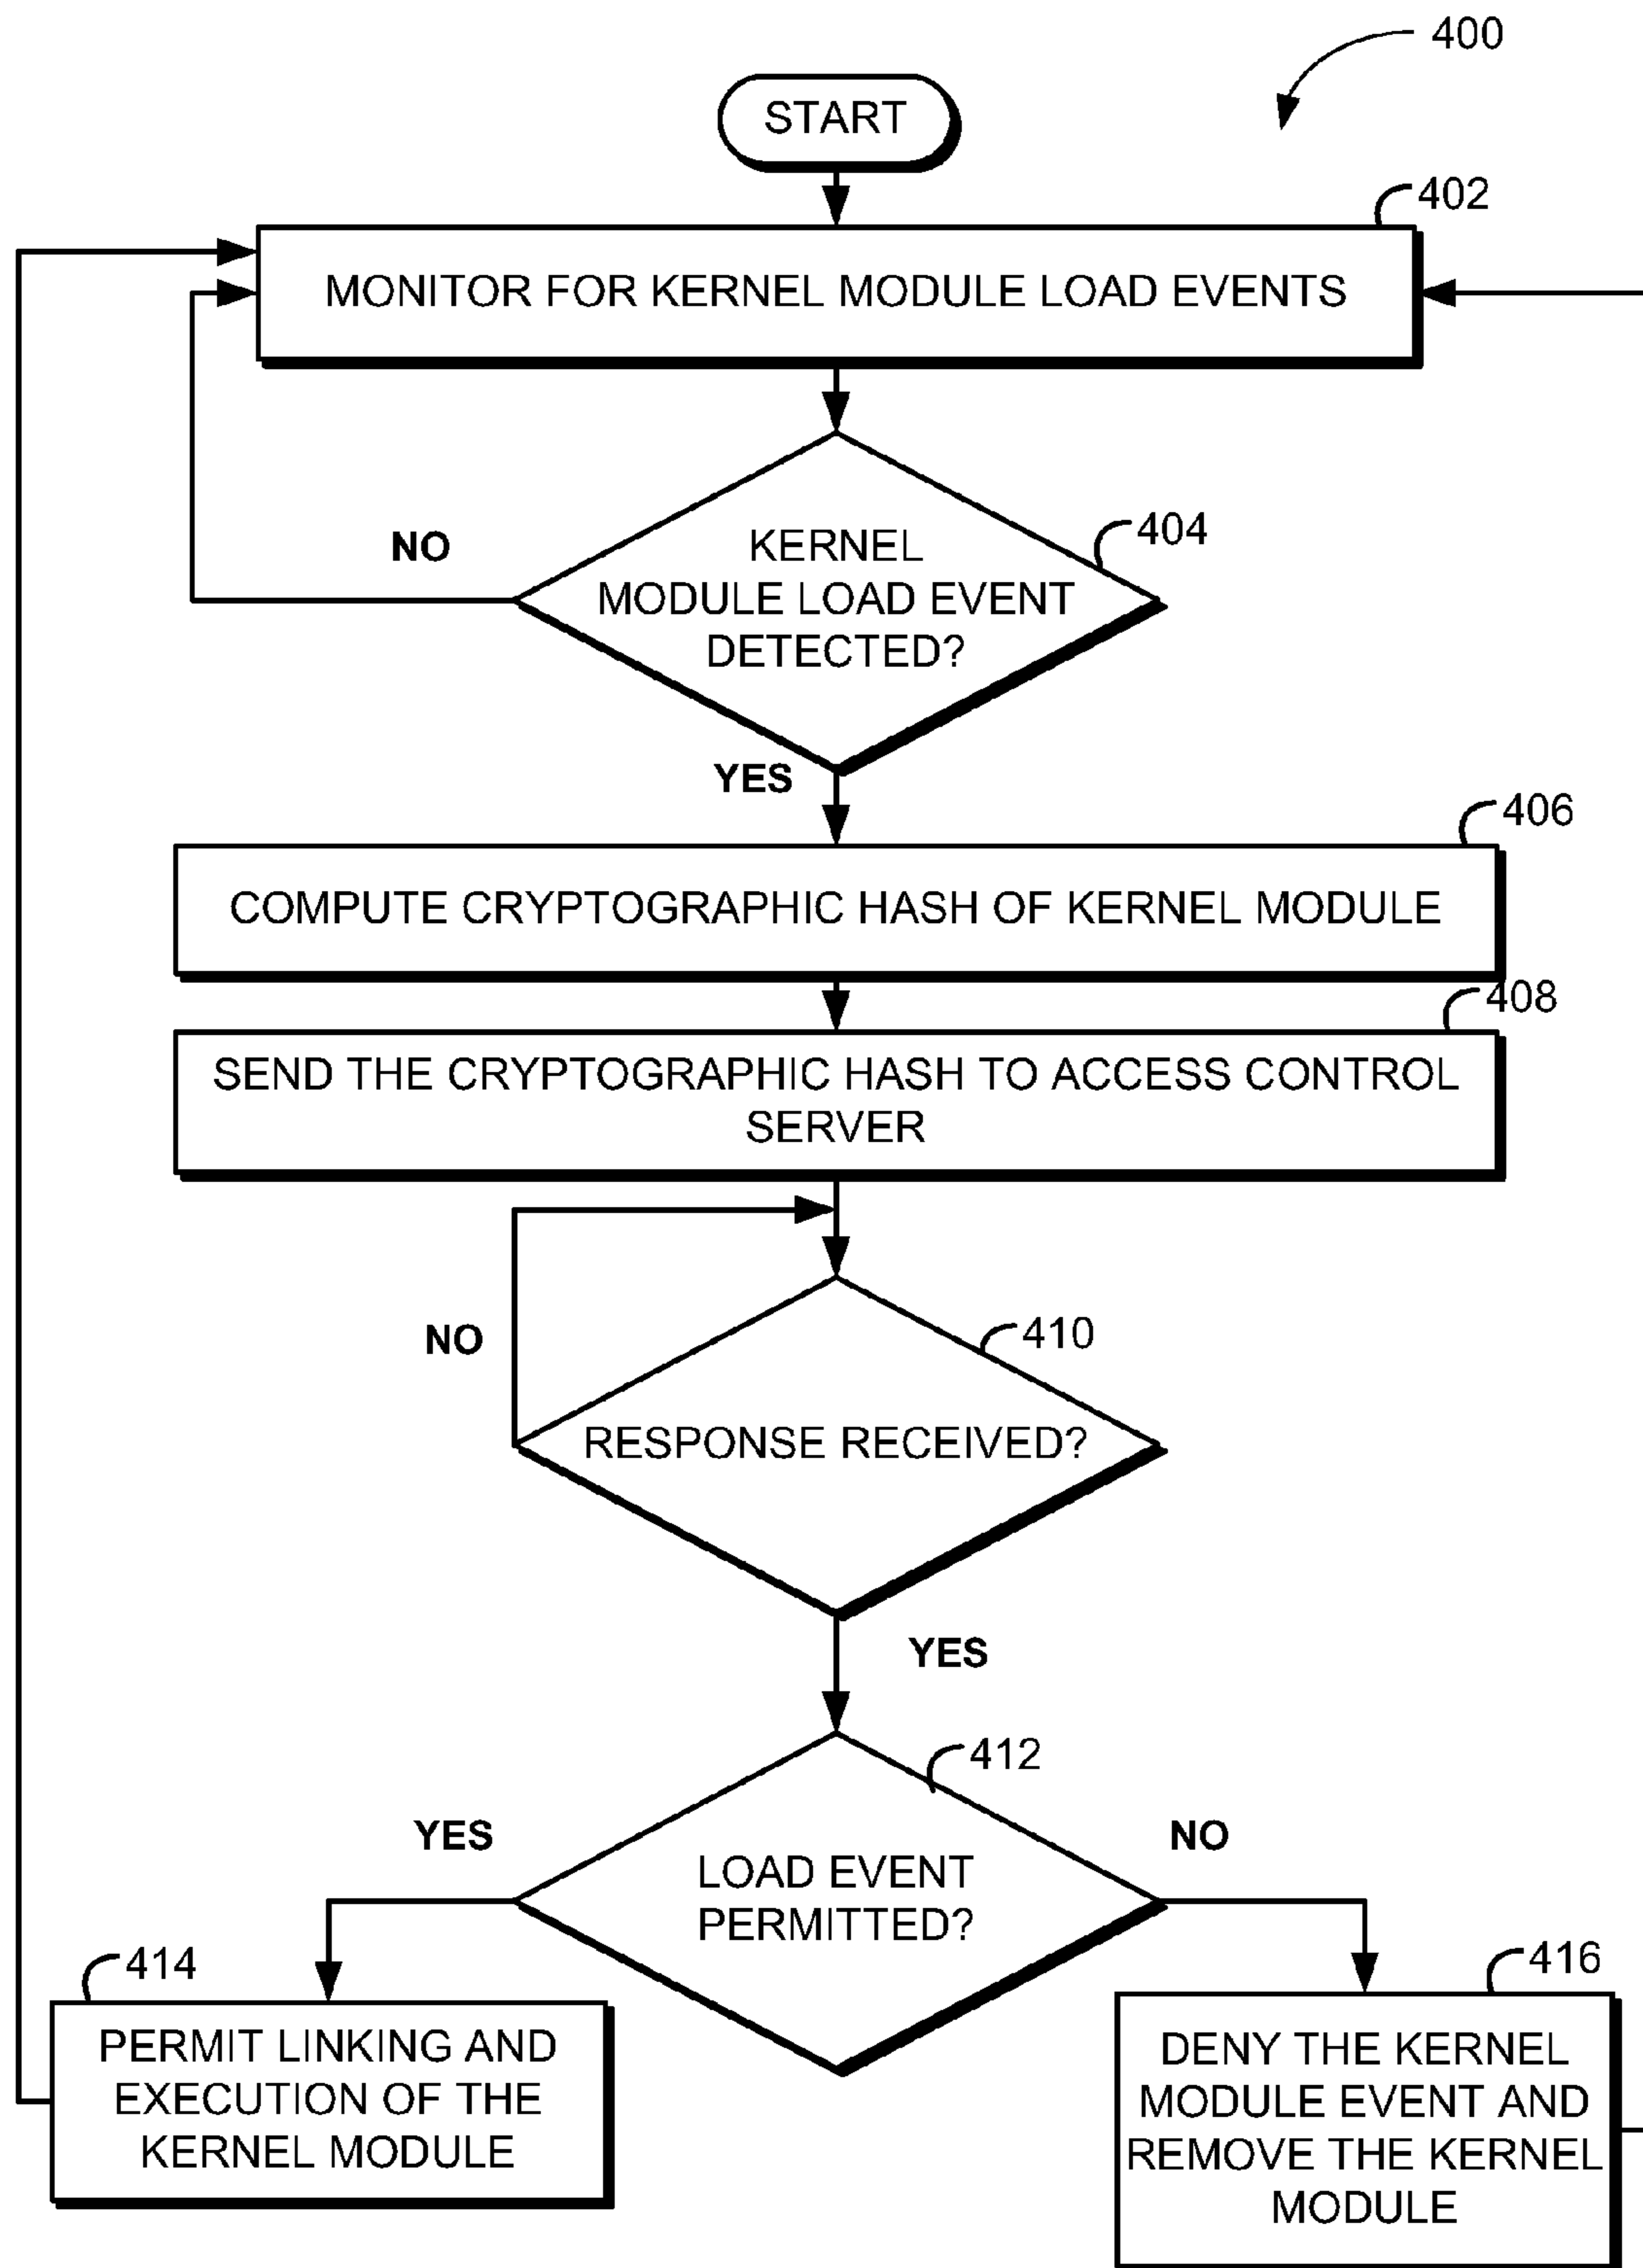 400
START
402
MONITOR FOR KERNEL MODULE LOAD EVENTS
404
NO
KERNEL
MODULE LOAD EVENT
DETECTED?
YES
406
COMPUTE CRYPTOGRAPHIC HASH OF KERNEL MODULE
408
SEND THE CRYPTOGRAPHIC HASH TO ACCESS CONTROL
SERVER
410
NO
RESPONSE RECEIVED?
YES
412
YES
NO
LOAD EVENT
PERMITTED?
414
PERMIT LINKING AND
EXECUTION OF THE
KERNEL MODULE
416
DENY THE KERNEL
MODULE EVENT AND
REMOVE THE KERNEL
MODULE